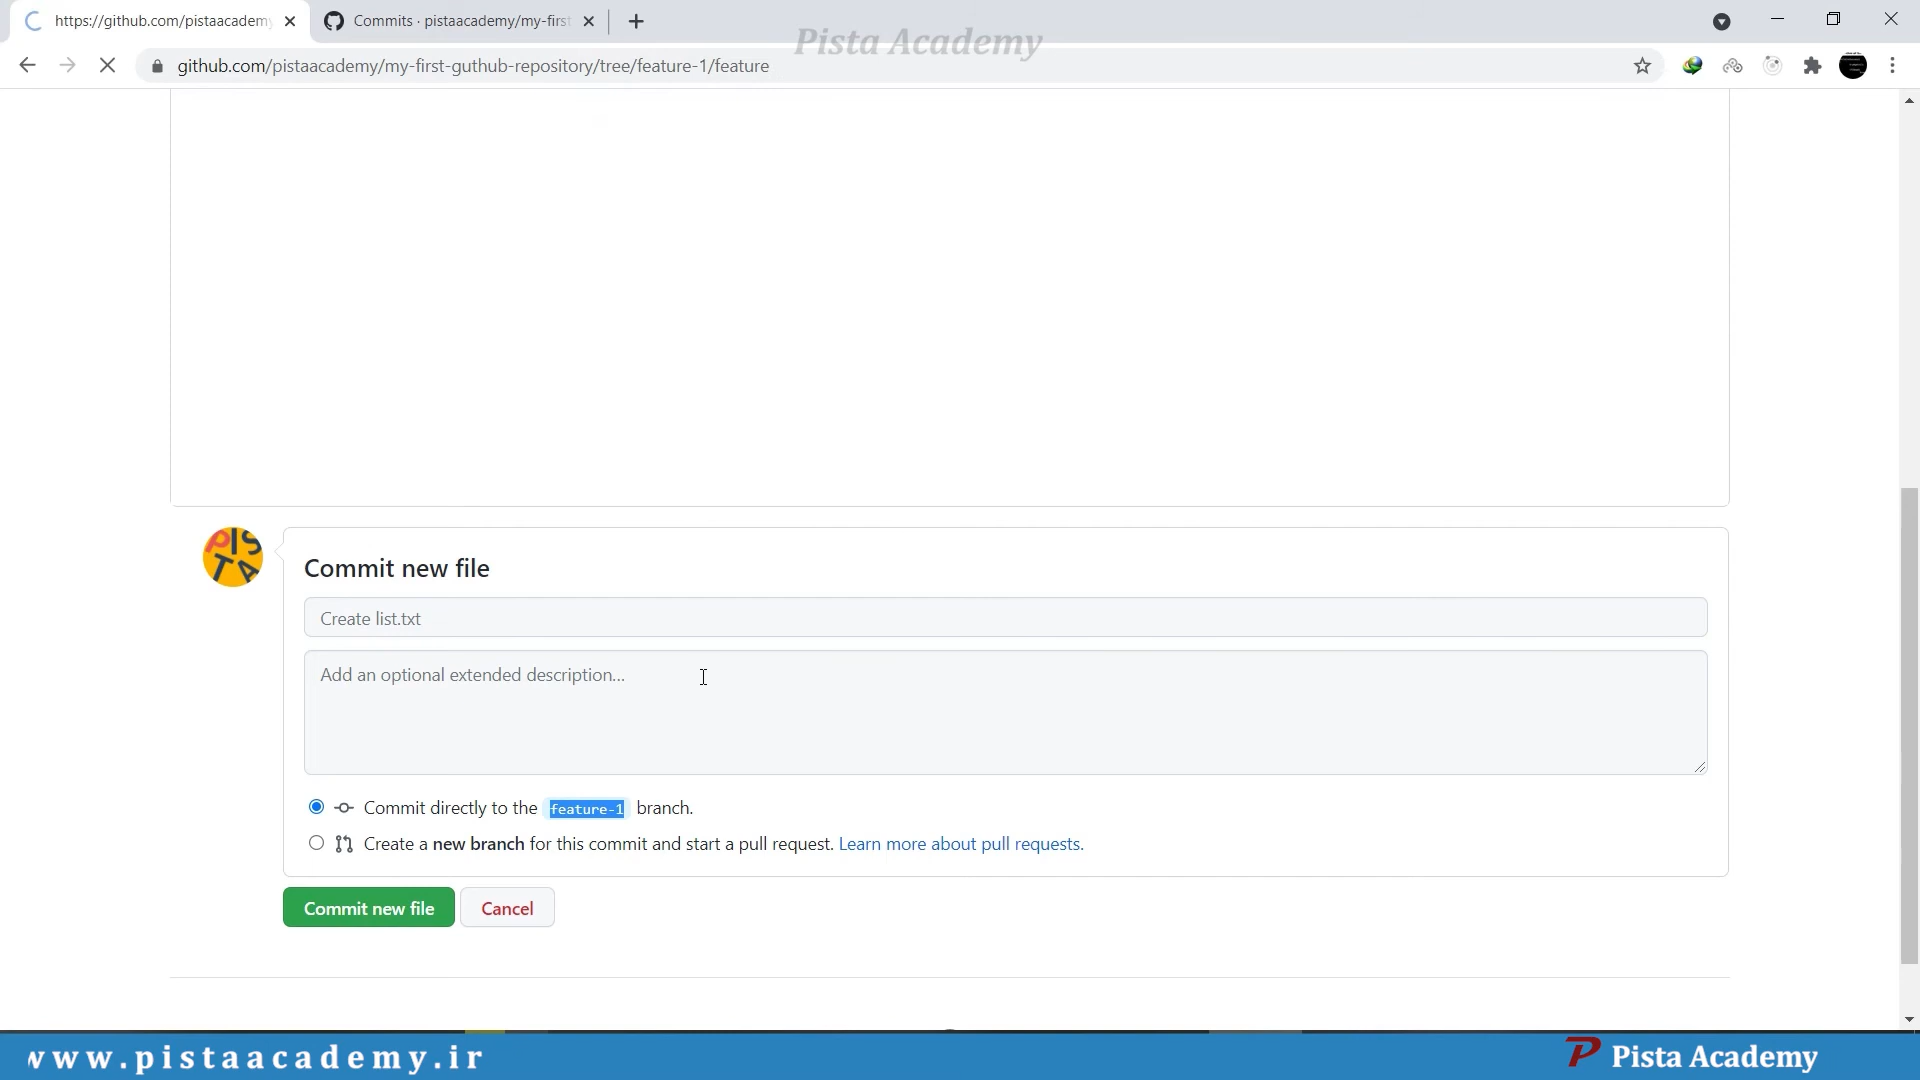 https://github.com/pistaacadem
Commits · pistaacademy/my-first
Pista Academy
github.com/pistaacademy/my-first-guthub-repository/tree/feature-1/feature
PISTA
Commit new file
Create list.txt
Add an optional extended description...
Commit directly to the feature-1 branch.
Create a new branch for this commit and start a pull request. Learn more about pull requests.
Commit new file
Cancel
www.pistaacademy.ir
P Pista Academy